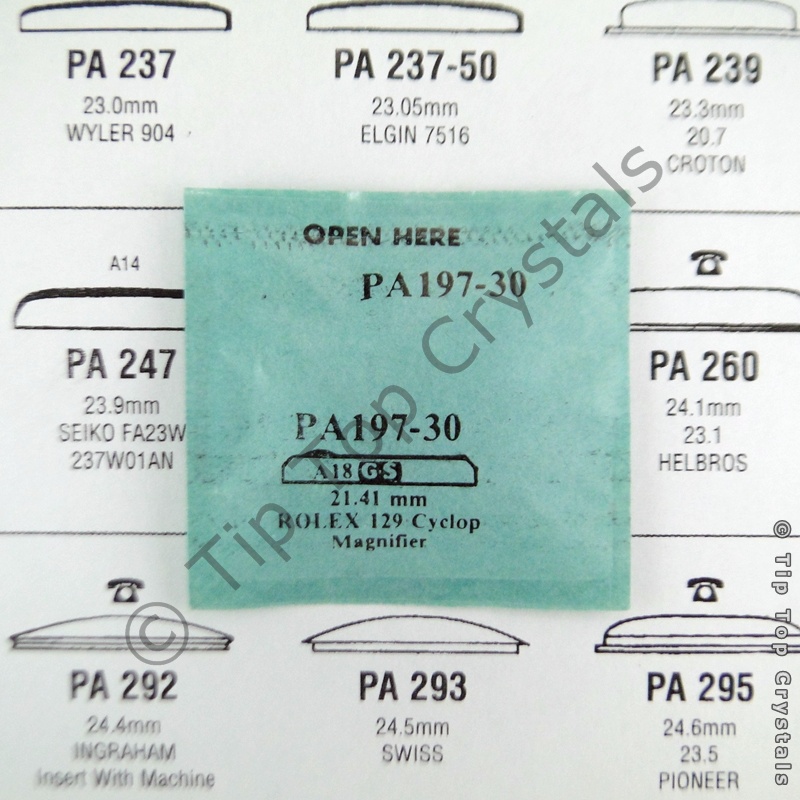 PA 237
23.0mm
WYLER 904
PA 237-50
23.05mm
ELGIN 7516
PA 239
23.3mm
20.7
CROTON
OPEN HERE
PA197-30
A14
PA 247
23.9mm
SEIKO FA23W
237W01AN
PA197-30
A18 GS
21.41 mm
ROLEX 129 Cyclop
Magnifier
PA 260
24.1mm
23.1
HELBROS
PA 292
24.4mm
INGRAHAM
Insert With Machine
PA 293
24.5mm
SWISS
PA 295
24.6mm
23.5
PIONEER
© Tip Top Crystals
© Tip Top Crystals